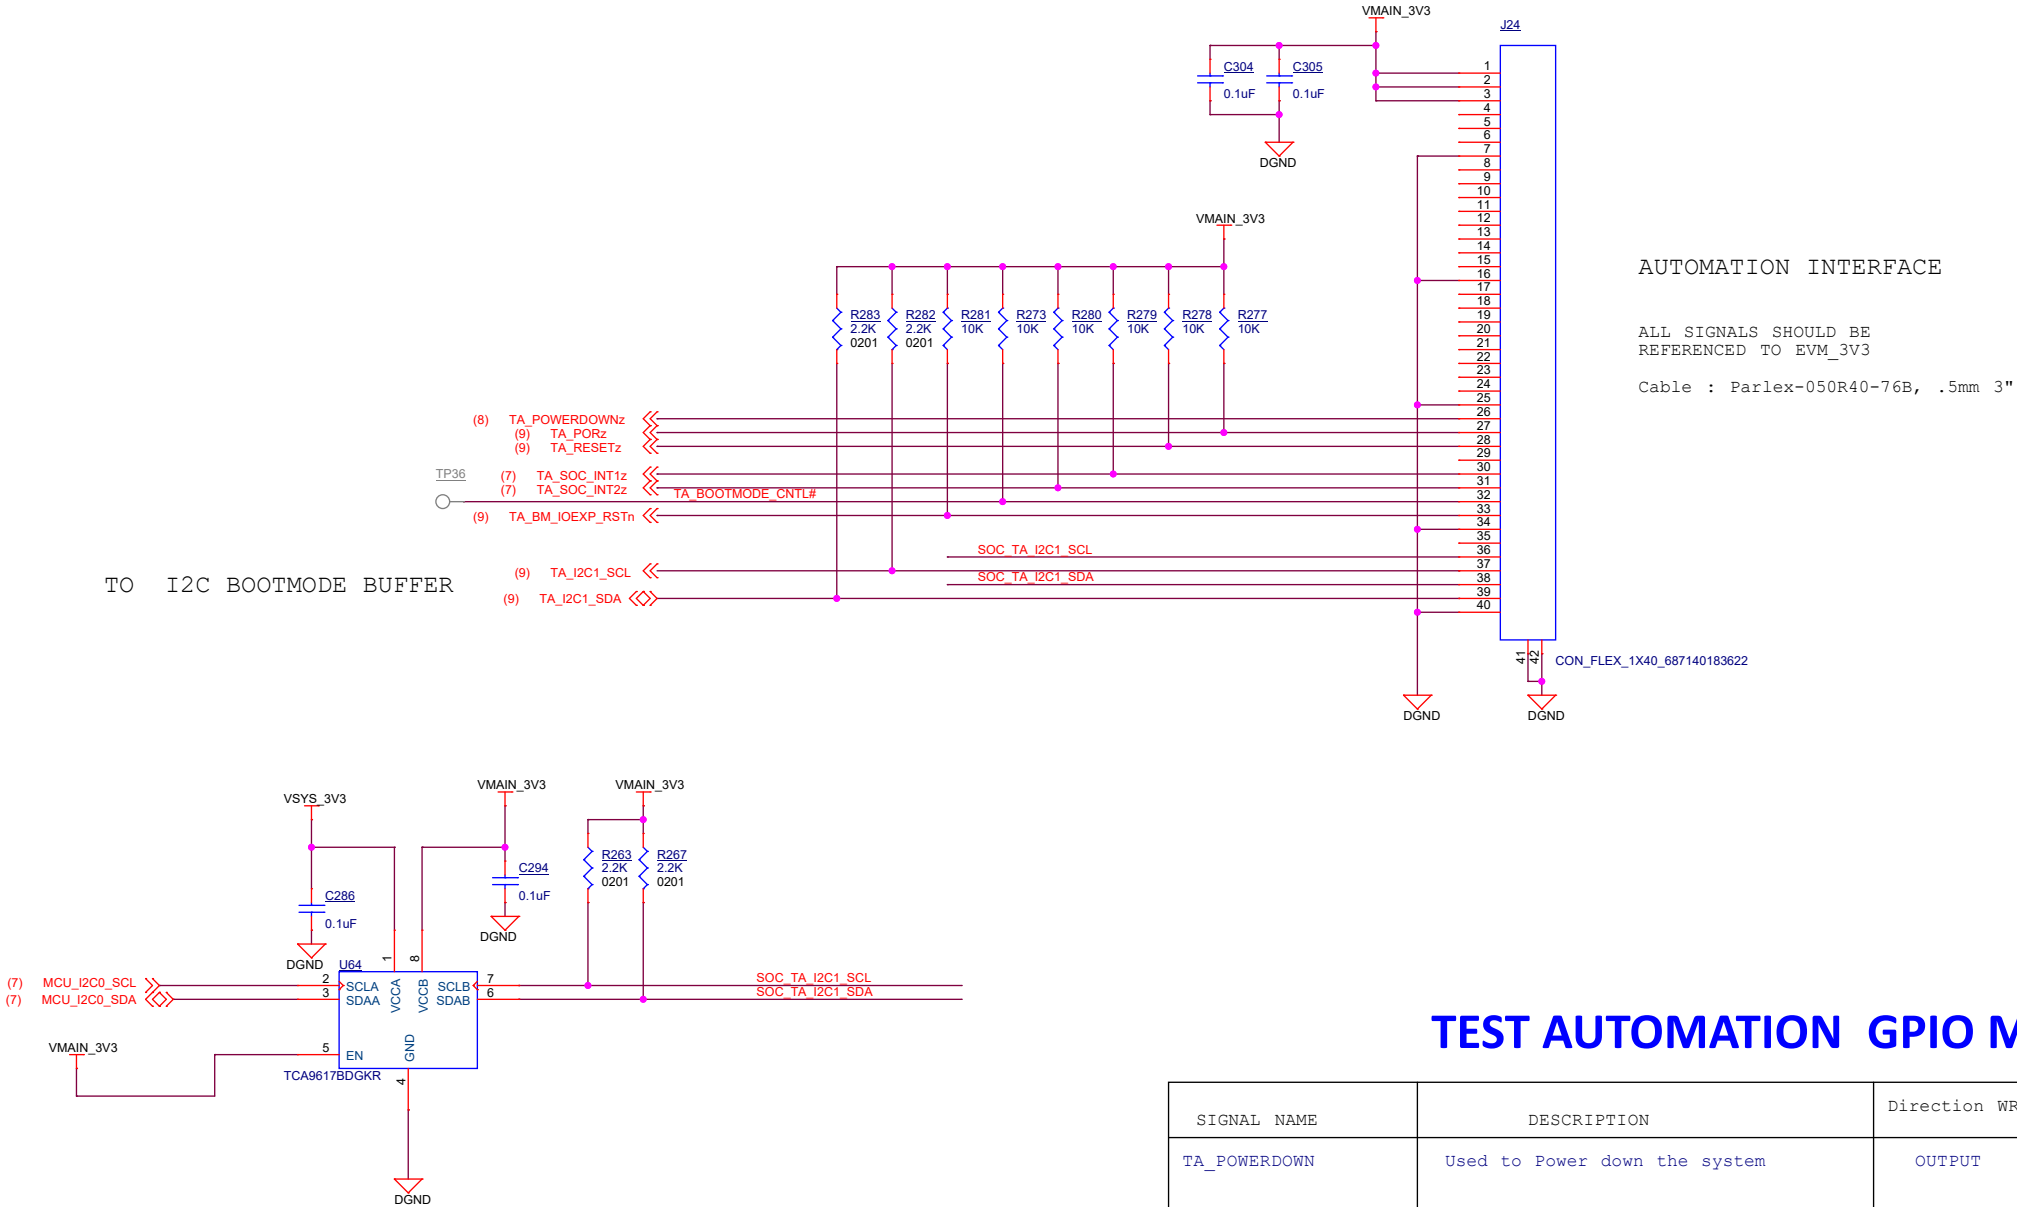 VMAIN_3V3
J24
C304
0.1uF
C305
0.1uF
DGND
1
2
3
4
5
6
7
8
9
10
11
12
13
14
15
16
17
18
19
20
21
22
23
24
25
26
27
28
29
30
31
32
33
34
35
36
37
38
39
40
41
42
CON_FLEX_1X40_687140183622
DGND
DGND
AUTOMATION INTERFACE
ALL SIGNALS SHOULD BE
REFERENCED TO EVM_3V3
Cable : Parlex-050R40-76B, .5mm 3"
VMAIN_3V3
R283
2.2K
0201
R282
2.2K
0201
R281
10K
R273
10K
R280
10K
R279
10K
R278
10K
R277
10K
(8) TA_POWERDOWNz
(9) TA_PORz
(9) TA_RESETz
TP36
(7) TA_SOC_INT1z
(7) TA_SOC_INT2z
TA_BOOTMODE_CNTL#
(9) TA_BM_IOEXP_RSTn
SOC_TA_I2C1_SCL
(9) TA_I2C1_SCL
SOC_TA_I2C1_SDA
(9) TA_I2C1_SDA
TO I2C BOOTMODE BUFFER
VSYS_3V3
VMAIN_3V3
VMAIN_3V3
C286
0.1uF
DGND
C294
0.1uF
DGND
R263
2.2K
0201
R267
2.2K
0201
U64
1
8
(7) MCU_I2C0_SCL
(7) MCU_I2C0_SDA
2
3
SCLA
SDAA
VCCA
VCCB
SCLB
SDAB
7
6
SOC_TA_I2C1_SCL
SOC_TA_I2C1_SDA
VMAIN_3V3
5
EN
GND
4
TCA9617BDGKR
DGND
TEST AUTOMATION GPIO M
SIGNAL NAME
DESCRIPTION
Direction WR
TA_POWERDOWN
Used to Power down the system
OUTPUT